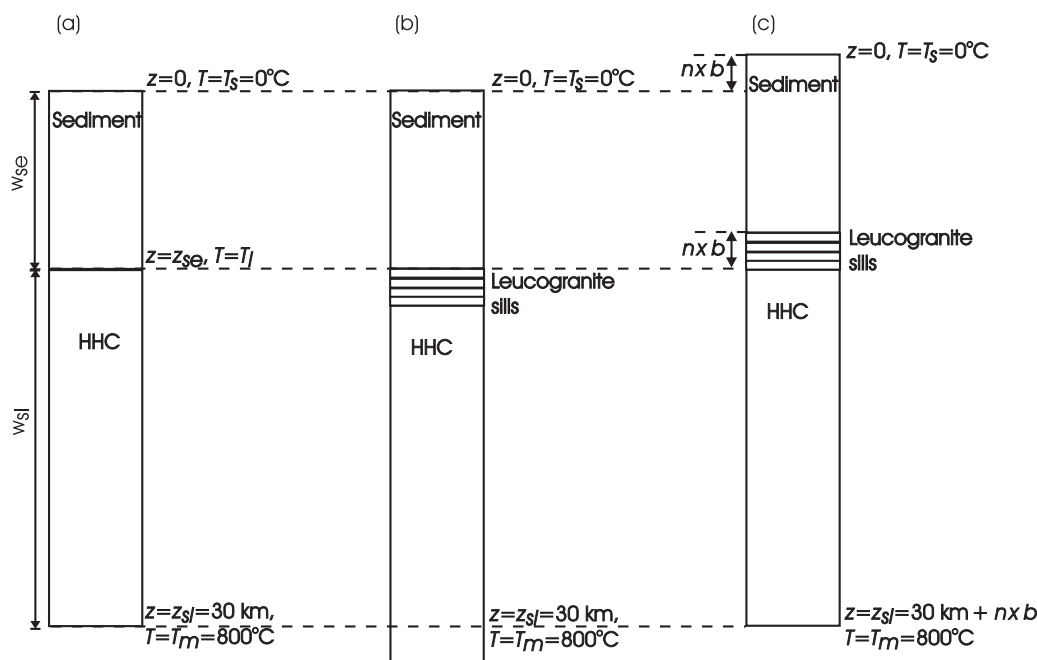 (a)
z=0, T=Ts=0°C
Sediment
wse
z=zse, T=Tl
HHC
wsl
z=zsl=30 km,
T=Tm=800°C
(b)
z=0, T=Ts=0°C
Sediment
Leucogranite
sills
HHC
z=zsl=30 km,
T=Tm=800°C
(c)
z=0, T=Ts=0°C
n x b
Sediment
n x b
Leucogranite
sills
HHC
z=zsl=30 km + n x b
T=Tm=800°C